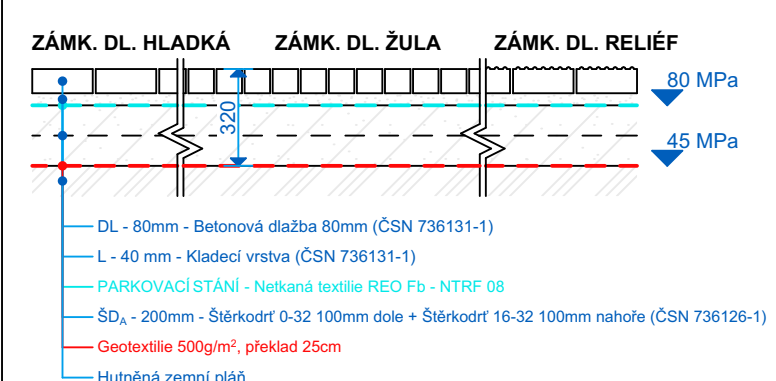 ZÁMK. DL. HLADKÁ ZÁMK. DL. ŽULA ZÁMK. DL. RELIÉF
80 MPa
320
45 MPa
DL - 80mm - Betonová dlažba 80mm (ČSN 736131-1)
L - 40 mm - Kladecí vrstva (ČSN 736131-1)
PARKOVACÍ STÁNÍ - Netkaná textilie REO Fb - NTRF 08
ŠDA - 200mm - Štěrkodrť 0-32 100mm dole + Štěrkodrť 16-32 100mm nahoře (ČSN 736126-1)
Geotextilie 500g/m², překlad 25cm
Hutněná zemní pláň